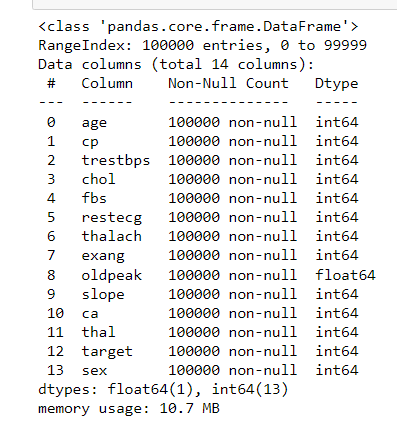 <class 'pandas.core.frame.DataFrame'>
RangeIndex: 100000 entries, 0 to 99999
Data columns (total 14 columns):
 #   Column    Non-Null Count   Dtype
---  ------    --------------   -----
 0   age       100000 non-null  int64
 1   cp        100000 non-null  int64
 2   trestbps  100000 non-null  int64
 3   chol      100000 non-null  int64
 4   fbs       100000 non-null  int64
 5   restecg   100000 non-null  int64
 6   thalach   100000 non-null  int64
 7   exang     100000 non-null  int64
 8   oldpeak   100000 non-null  float64
 9   slope     100000 non-null  int64
 10  ca        100000 non-null  int64
 11  thal      100000 non-null  int64
 12  target    100000 non-null  int64
 13  sex       100000 non-null  int64
dtypes: float64(1), int64(13)
memory usage: 10.7 MB